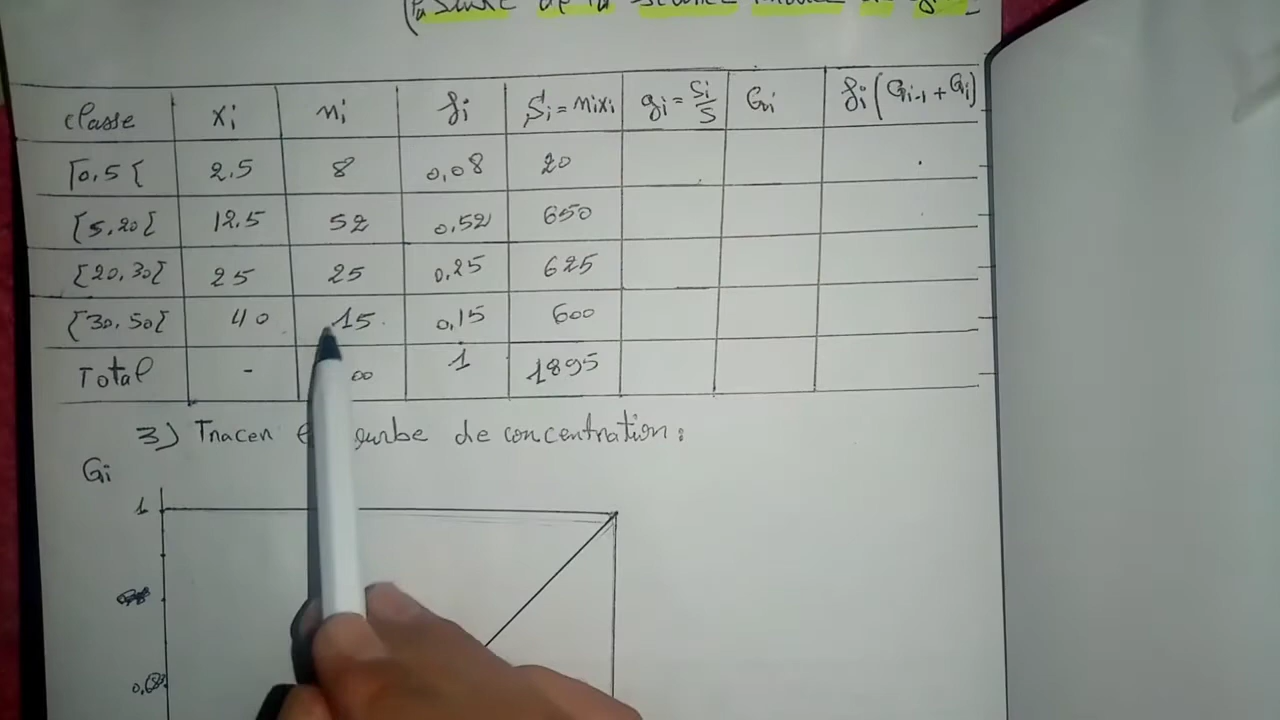 Classe xi ni fi Si = nixi gi = Si/S Gi fi(Gi-1 + Gi)
[0,5[ 2.5 8 0,08 20
[5,20[ 12.5 52 0,52 650
[20,30[ 25 25 0,25 625
[30,50[ 40 15 0,15 600
Total - 00 1 1895
3) Tracer courbe de concentration:
Gi
1